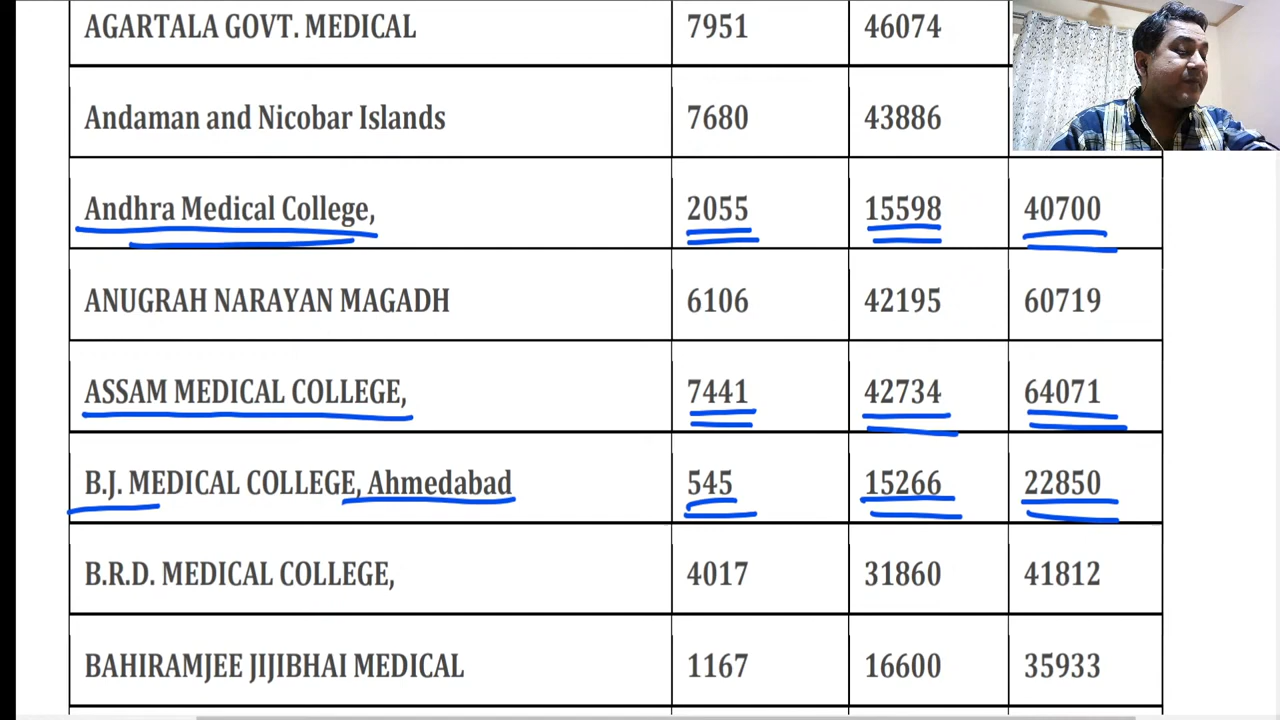 AGARTALA GOVT. MEDICAL 7951 46074
Andaman and Nicobar Islands 7680 43886
Andhra Medical College, 2055 15598 40700
ANUGRAH NARAYAN MAGADH 6106 42195 60719
ASSAM MEDICAL COLLEGE, 7441 42734 64071
B.J. MEDICAL COLLEGE, Ahmedabad 545 15266 22850
B.R.D. MEDICAL COLLEGE, 4017 31860 41812
BAHIRAMJEE JIJIBHAI MEDICAL 1167 16600 35933